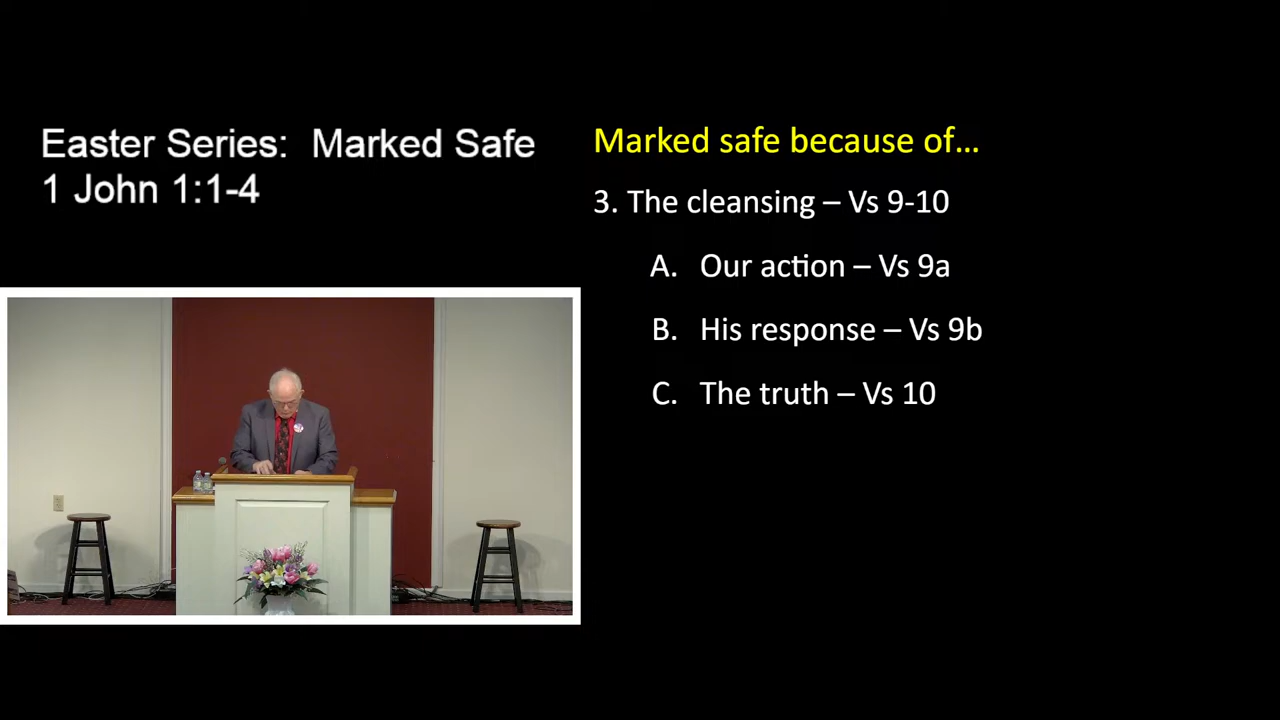 Easter Series:  Marked Safe
1 John 1:1-4
Marked safe because of…
3. The cleansing – Vs 9-10
A. Our action – Vs 9a
B. His response – Vs 9b
C. The truth – Vs 10